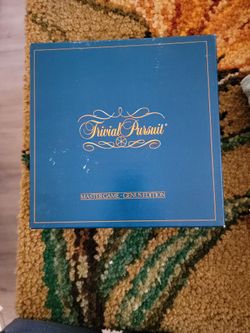 Trivial Pursuit®
MASTER GAME - GENUS EDITION